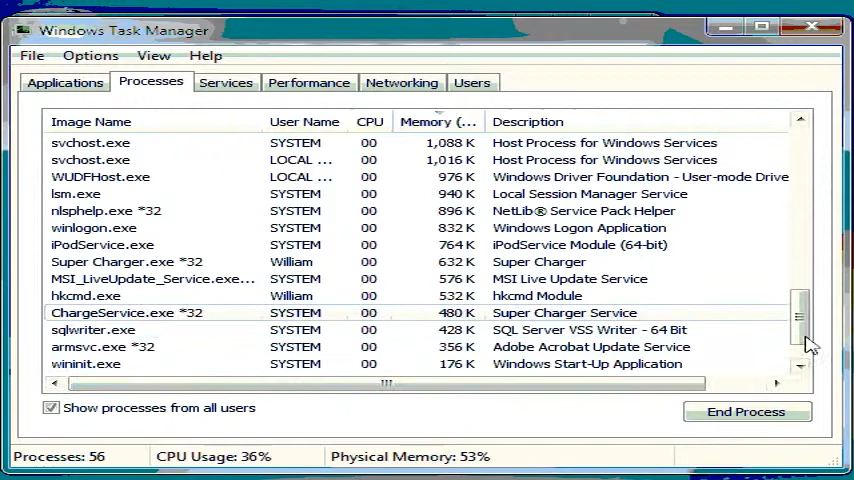 Windows Task Manager
File Options View Help
Applications Processes Services Performance Networking Users
Image Name User Name CPU Memory (... Description
svchost.exe SYSTEM 00 1,088 K Host Process for Windows Services
svchost.exe LOCAL ... 00 1,016 K Host Process for Windows Services
WUDFHost.exe LOCAL ... 00 976 K Windows Driver Foundation - User-mode Drive
lsm.exe SYSTEM 00 940 K Local Session Manager Service
nlsphelp.exe *32 SYSTEM 00 896 K NetLib® Service Pack Helper
winlogon.exe SYSTEM 00 832 K Windows Logon Application
iPodService.exe SYSTEM 00 764 K iPodService Module (64-bit)
Super Charger.exe *32 William 00 632 K Super Charger
MSI_LiveUpdate_Service.exe... SYSTEM 00 576 K MSI Live Update Service
hkcmd.exe William 00 532 K hkcmd Module
ChargeService.exe *32 SYSTEM 00 480 K Super Charger Service
sqlwriter.exe SYSTEM 00 428 K SQL Server VSS Writer - 64 Bit
armsvc.exe *32 SYSTEM 00 356 K Adobe Acrobat Update Service
wininit.exe SYSTEM 00 176 K Windows Start-Up Application
Show processes from all users End Process
Processes: 56 CPU Usage: 36% Physical Memory: 53%